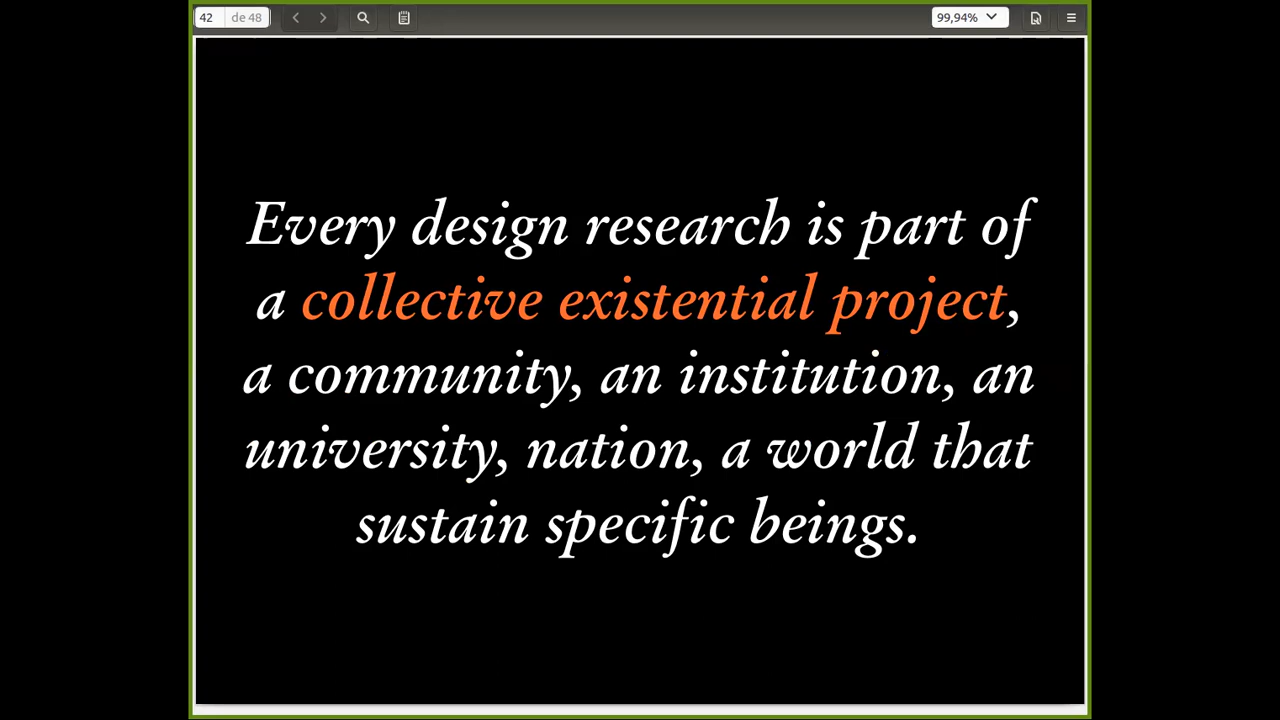 42 de 48 99,94%
Every design research is part of
a collective existential project,
a community, an institution, an
university, nation, a world that
sustain specific beings.